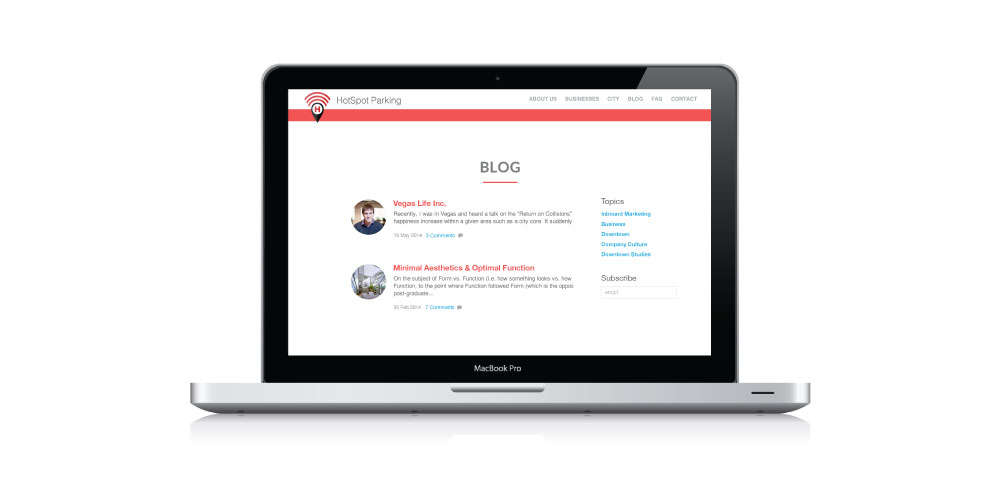 HotSpot Parking
ABOUT US BUSINESSES CITY BLOG FAQ CONTACT
H
BLOG
Vegas Life Inc.
Recently, I was in Vegas and heard a talk on the "Return on Collisions"
happiness increase within a given area such as a city core. It suddenly
19 May 2014 3 Comments
Minimal Aesthetics & Optimal Function
On the subject of Form vs. Function (i.e. how something looks vs. how
Function, to the point where Function followed Form (which is the oppos
post-graduate...
20 Feb 2014 7 Comments
Topics
Inbound Marketing
Business
Downtown
Company Culture
Downtown Studies
Subscribe
email
MacBook Pro